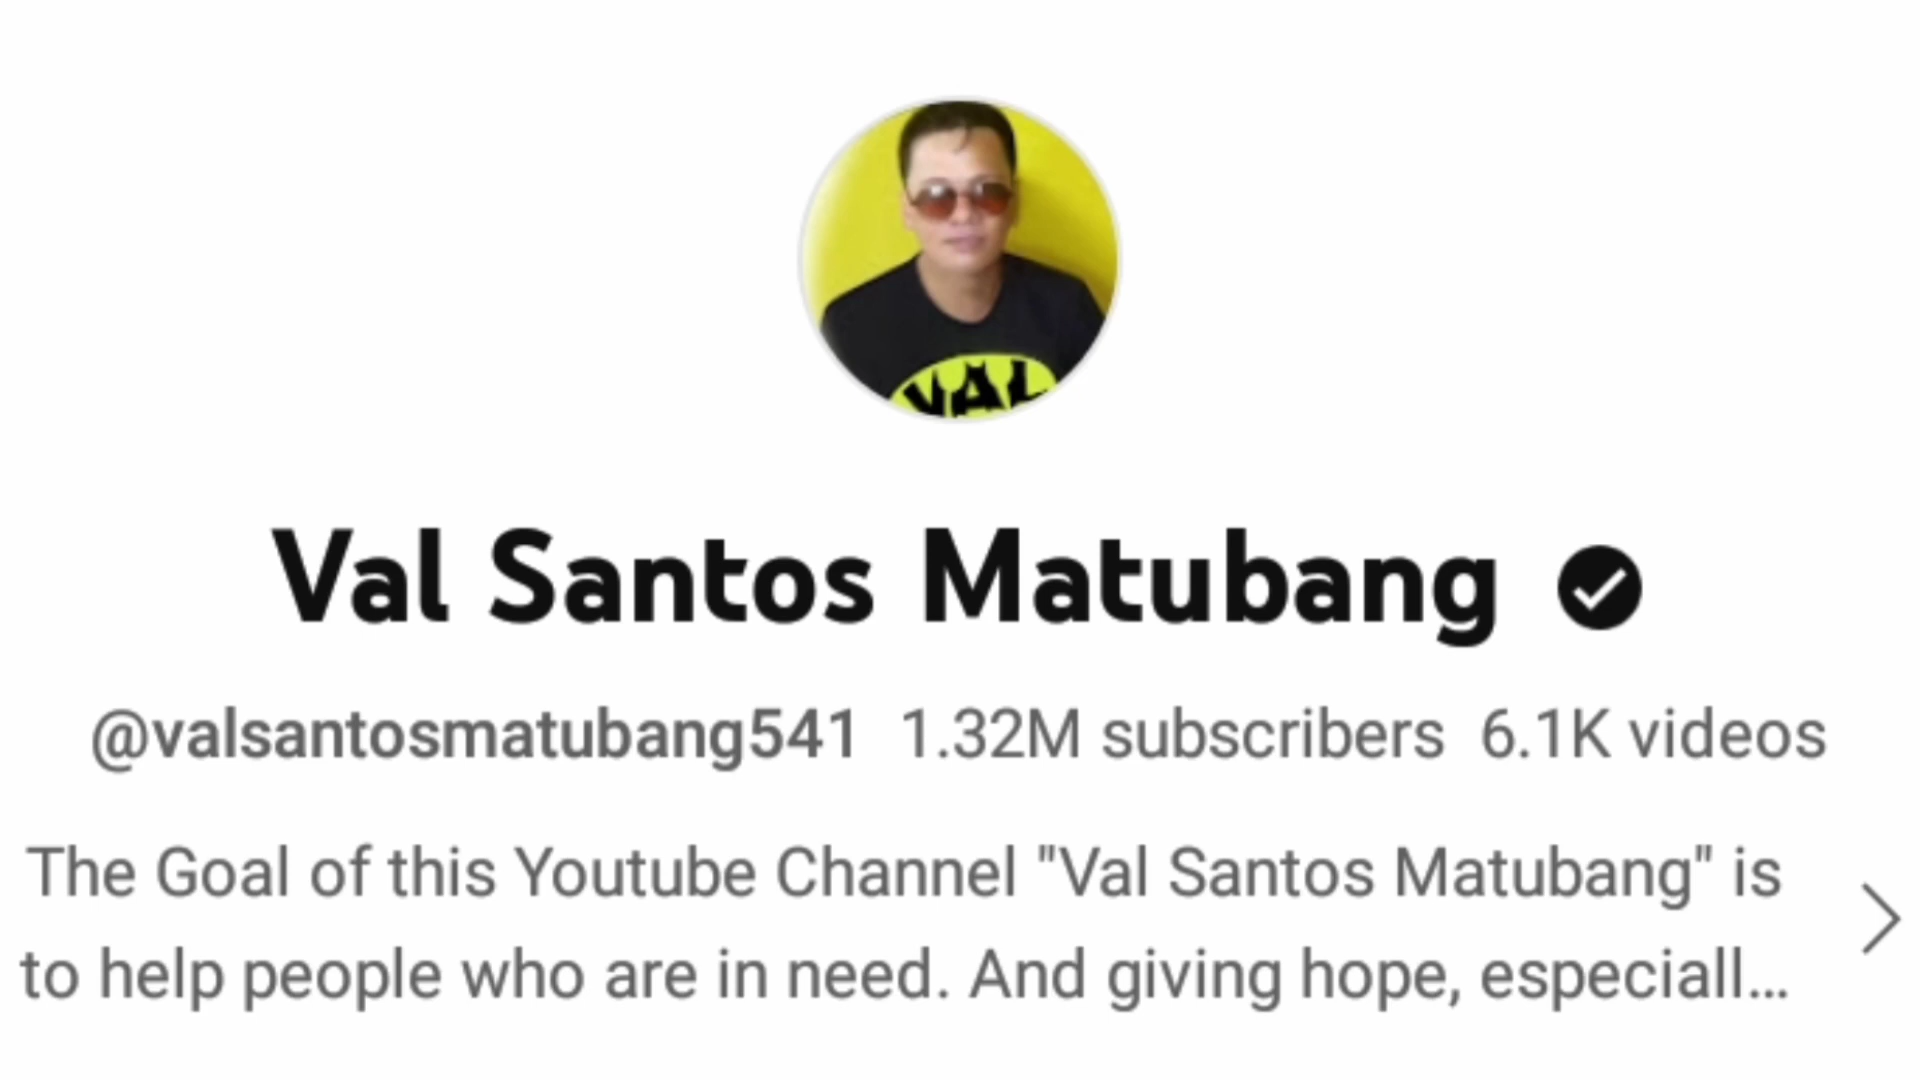 VAL
Val Santos Matubang
@valsantosmatubang541 1.32M subscribers 6.1K videos
The Goal of this Youtube Channel "Val Santos Matubang" is
to help people who are in need. And giving hope, especiall...